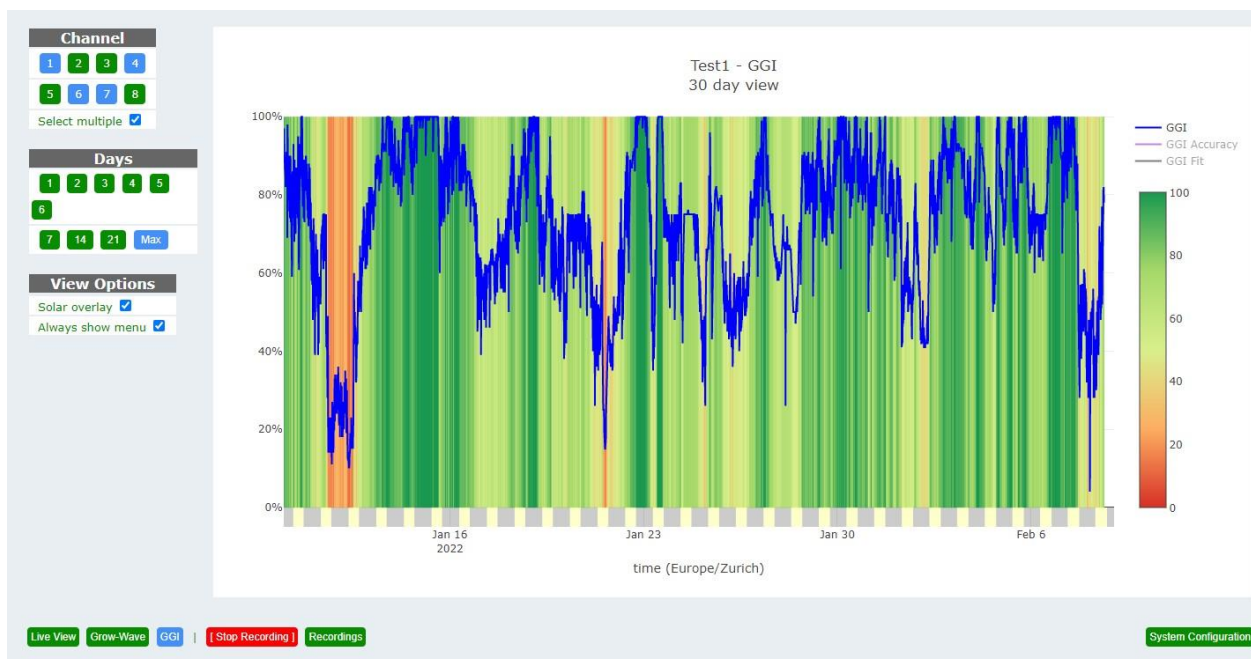 Channel
1 2 3 4
5 6 7 8
Select multiple
Days
1 2 3 4 5
6
7 14 21 Max
View Options
Solar overlay
Always show menu
Test1 - GGI
30 day view
100%
80%
60%
40%
20%
0%
Jan 16
2022
Jan 23
Jan 30
Feb 6
time (Europe/Zurich)
GGI
GGI Accuracy
GGI Fit
100
80
60
40
20
0
Live View Grow-Wave GGI | [ Stop Recording ] Recordings
System Configuration